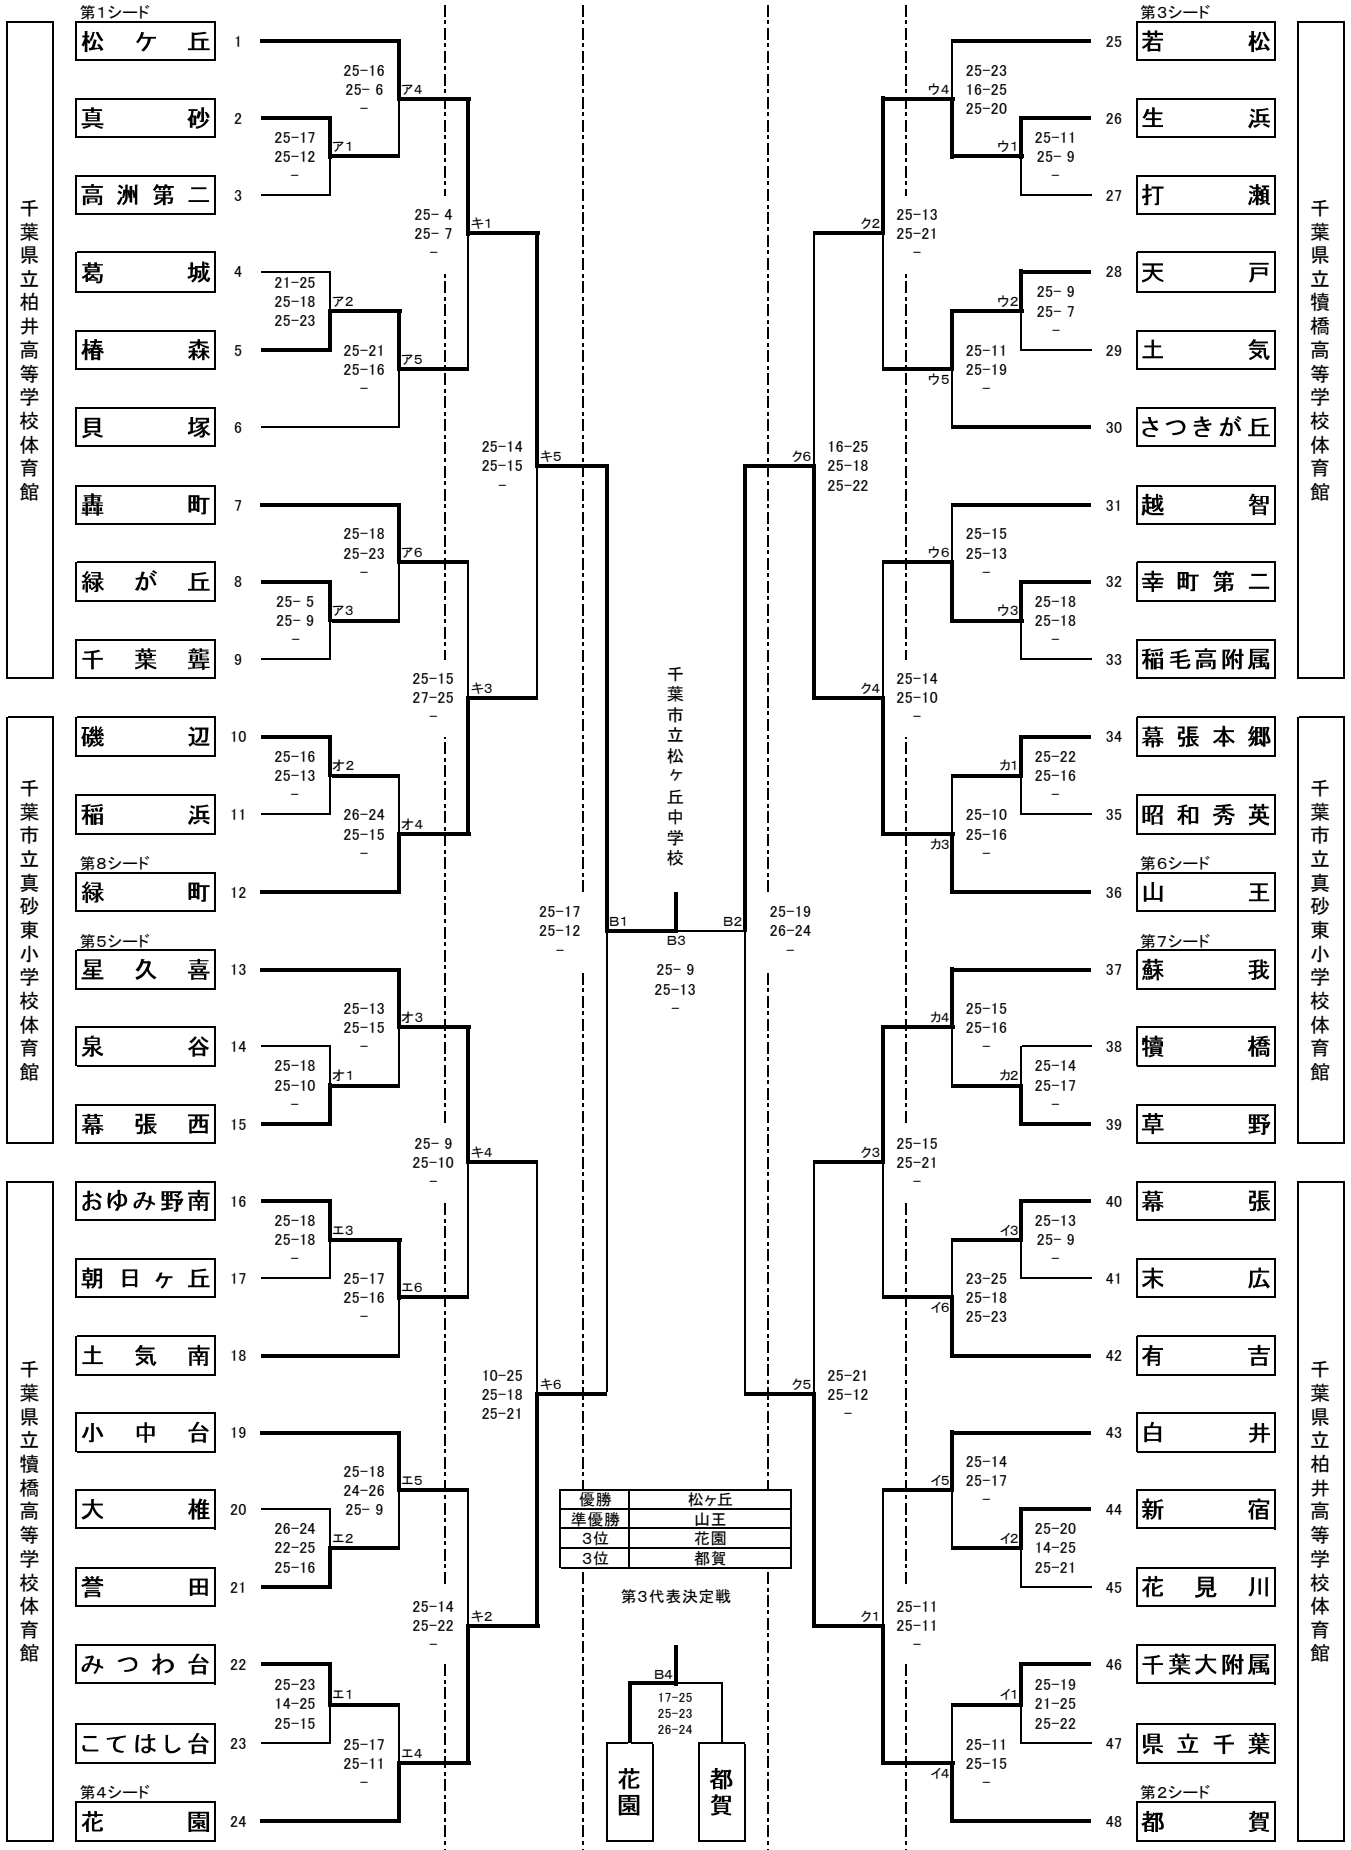 第1シード
松ケ丘 1
真砂 2
高洲第二 3
葛城 4
椿森 5
貝塚 6
轟町 7
緑が丘 8
千葉聾 9
磯辺 10
稲浜 11
第8シード
緑町 12
第5シード
星久喜 13
泉谷 14
幕張西 15
おゆみ野南 16
朝日ヶ丘 17
土気南 18
小中台 19
大椎 20
誉田 21
みつわ台 22
こてはし台 23
第4シード
花園 24
千葉県立柏井高等学校体育館
千葉市立真砂東小学校体育館
千葉県立犢橋高等学校体育館
ア1
25-17
25-12
-
ア4
25-16
25- 6
-
ア2
21-25
25-18
25-23
ア5
25-21
25-16
-
ア3
25- 5
25- 9
-
ア6
25-18
25-23
-
オ2
25-16
25-13
-
オ4
26-24
25-15
-
オ1
25-18
25-10
-
オ3
25-13
25-15
-
エ3
25-18
25-18
-
エ6
25-17
25-16
-
エ2
26-24
22-25
25-16
エ5
25-18
24-26
25- 9
エ1
25-23
14-25
25-15
エ4
25-17
25-11
-
キ1
25- 4
25- 7
-
キ3
25-15
27-25
-
キ4
25- 9
25-10
-
キ2
25-14
25-22
-
キ5
25-14
25-15
-
キ6
10-25
25-18
25-21
B1
25-17
25-12
-
千葉市立松ヶ丘中学校
B3
25- 9
25-13
-
B2
25-19
26-24
-
優勝 松ヶ丘
準優勝 山王
3位 花園
3位 都賀
第3代表決定戦
B4
17-25
25-23
26-24
花園
都賀
ク6
16-25
25-18
25-22
ク5
25-21
25-12
-
ク2
25-13
25-21
-
ク4
25-14
25-10
-
ク3
25-15
25-21
-
ク1
25-11
25-11
-
ウ4
25-23
16-25
25-20
ウ1
25-11
25- 9
-
ウ2
25- 9
25- 7
-
ウ5
25-11
25-19
-
ウ6
25-15
25-13
-
ウ3
25-18
25-18
-
カ1
25-22
25-16
-
カ3
25-10
25-16
-
カ4
25-15
25-16
-
カ2
25-14
25-17
-
イ3
25-13
25- 9
-
イ6
23-25
25-18
25-23
イ5
25-14
25-17
-
イ2
25-20
14-25
25-21
イ1
25-19
21-25
25-22
イ4
25-11
25-15
-
第3シード
25 若松
26 生浜
27 打瀬
28 天戸
29 土気
30 さつきが丘
31 越智
32 幸町第二
33 稲毛高附属
34 幕張本郷
35 昭和秀英
第6シード
36 山王
第7シード
37 蘇我
38 犢橋
39 草野
40 幕張
41 末広
42 有吉
43 白井
44 新宿
45 花見川
46 千葉大附属
47 県立千葉
第2シード
48 都賀
千葉県立犢橋高等学校体育館
千葉市立真砂東小学校体育館
千葉県立柏井高等学校体育館